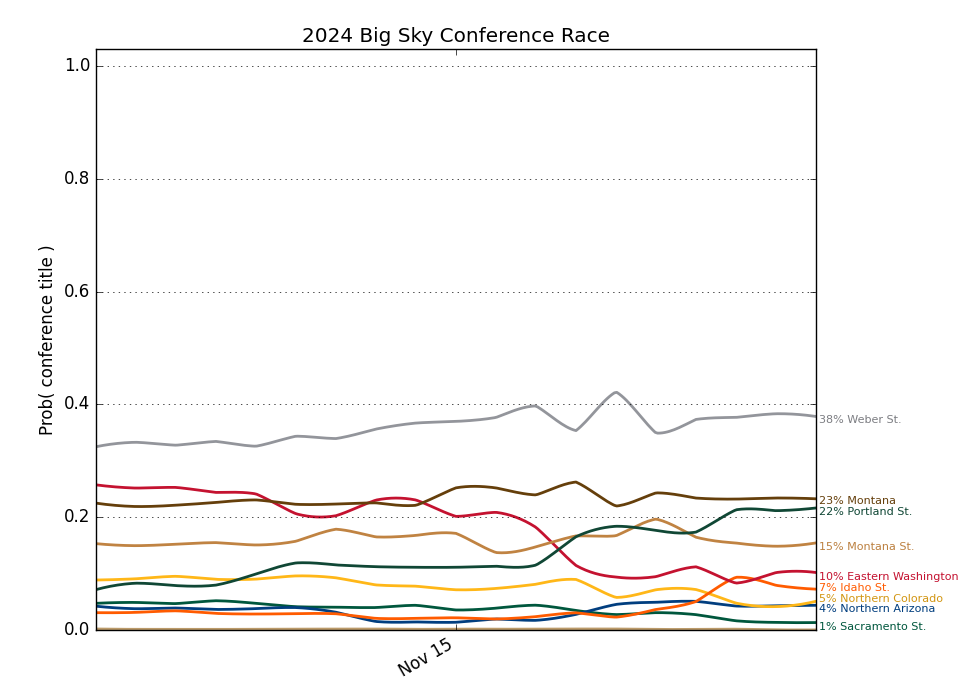 2024 Big Sky Conference Race
Prob( conference title )
1.0
0.8
0.6
0.4
0.2
0.0
Nov 15
38% Weber St.
23% Montana
22% Portland St.
15% Montana St.
10% Eastern Washington
7% Idaho St.
5% Northern Colorado
4% Northern Arizona
1% Sacramento St.